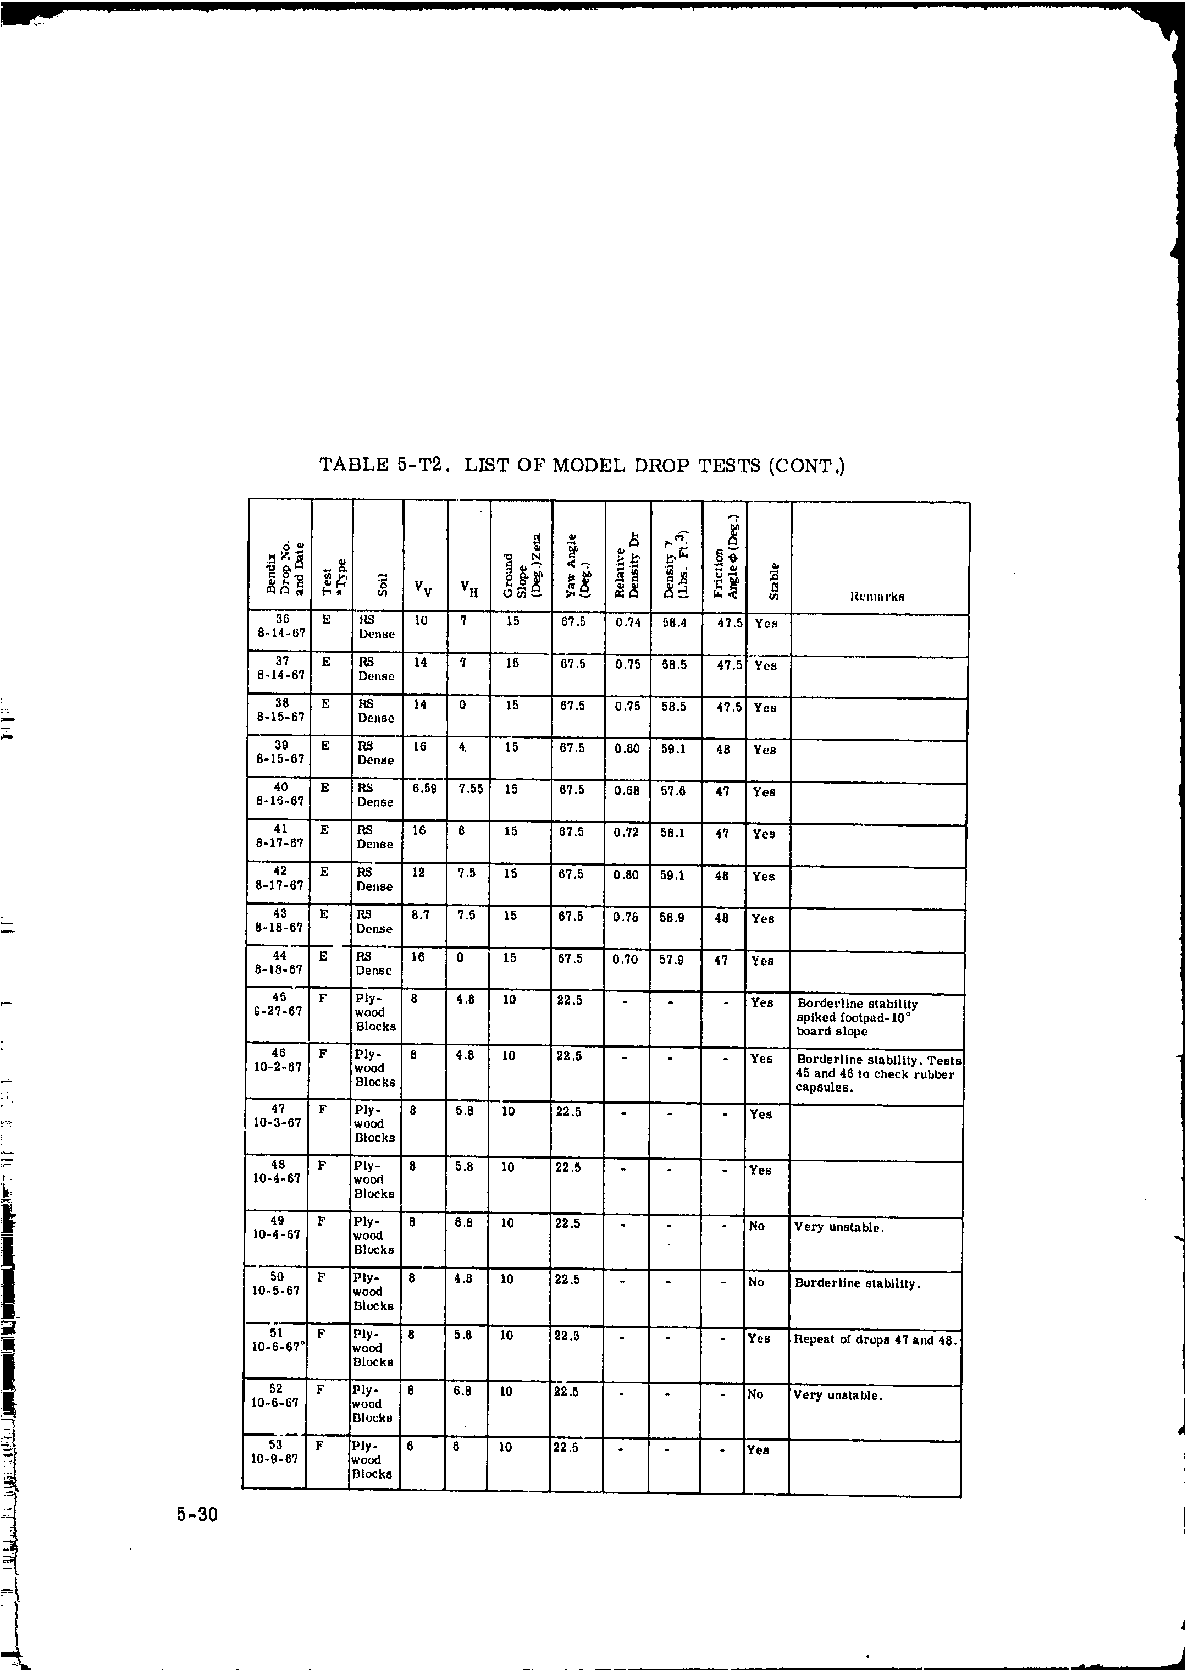 TABLE 5-T2. LIST OF MODEL DROP TESTS (CONT.)
Bendix Drop No. and Date | Test *Type | Soil | V_V | V_H | Ground Slope (Deg.) Zeta | Yaw Angle (Deg.) | Relative Density Dr | Density γ (Lbs. Ft.³) | Friction Angle Φ (Deg.) | Stable | Remarks
36 E RS 10 7 15 67.5 0.74 58.4 47.5 Yes
8-14-67 Dense
37 E RS 14 7 15 67.5 0.75 58.5 47.5 Yes
8-14-67 Dense
38 E RS 14 0 15 67.5 0.75 58.5 47.5 Yes
8-15-67 Dense
39 E RS 16 4 15 67.5 0.80 59.1 48 Yes
8-15-67 Dense
40 E RS 6.59 7.55 15 67.5 0.68 57.6 47 Yes
8-16-67 Dense
41 E RS 16 6 15 67.5 0.72 58.1 47 Yes
8-17-67 Dense
42 E RS 12 7.5 15 67.5 0.80 59.1 48 Yes
8-17-67 Dense
43 E RS 8.7 7.5 15 67.5 58.9 48 Yes
8-18-67 Dense
44 E RS 16 0 15 67.5 0.70 57.9 47 Yes
8-18-67 Dense
45 F Ply- 8 4.8 10 22.5 - - - Yes Borderline stability
wood spiked footpad-10°
Blocks board slope
46 F Ply- 8 4.8 10 22.5 - - - Yes Borderline stability. Tests
10-2-67 wood 45 and 46 to check rubber
Blocks capsules.
47 F Ply- 8 5.8 10 22.5 - - - Yes
10-3-67 wood
Blocks
48 F Ply- 8 5.8 10 22.5 - - - Yes
10-4-67 wood
Blocks
49 F Ply- 8 6.8 10 22.5 - - - No Very unstable.
10-4-67 wood
Blocks
50 F Ply- 8 4.8 10 22.5 - - - No Borderline stability.
10-5-67 wood
Blocks
51 F Ply- 8 5.8 10 22.5 - - - Yes Repeat of drops 47 and 48.
10-6-67 wood
Blocks
52 F Ply- 8 6.8 10 22.5 - - - No Very unstable.
10-6-67 wood
Blocks
53 F Ply- 8 10 22.5 - - - Yes
10-9-67 wood
Blocks
5-30